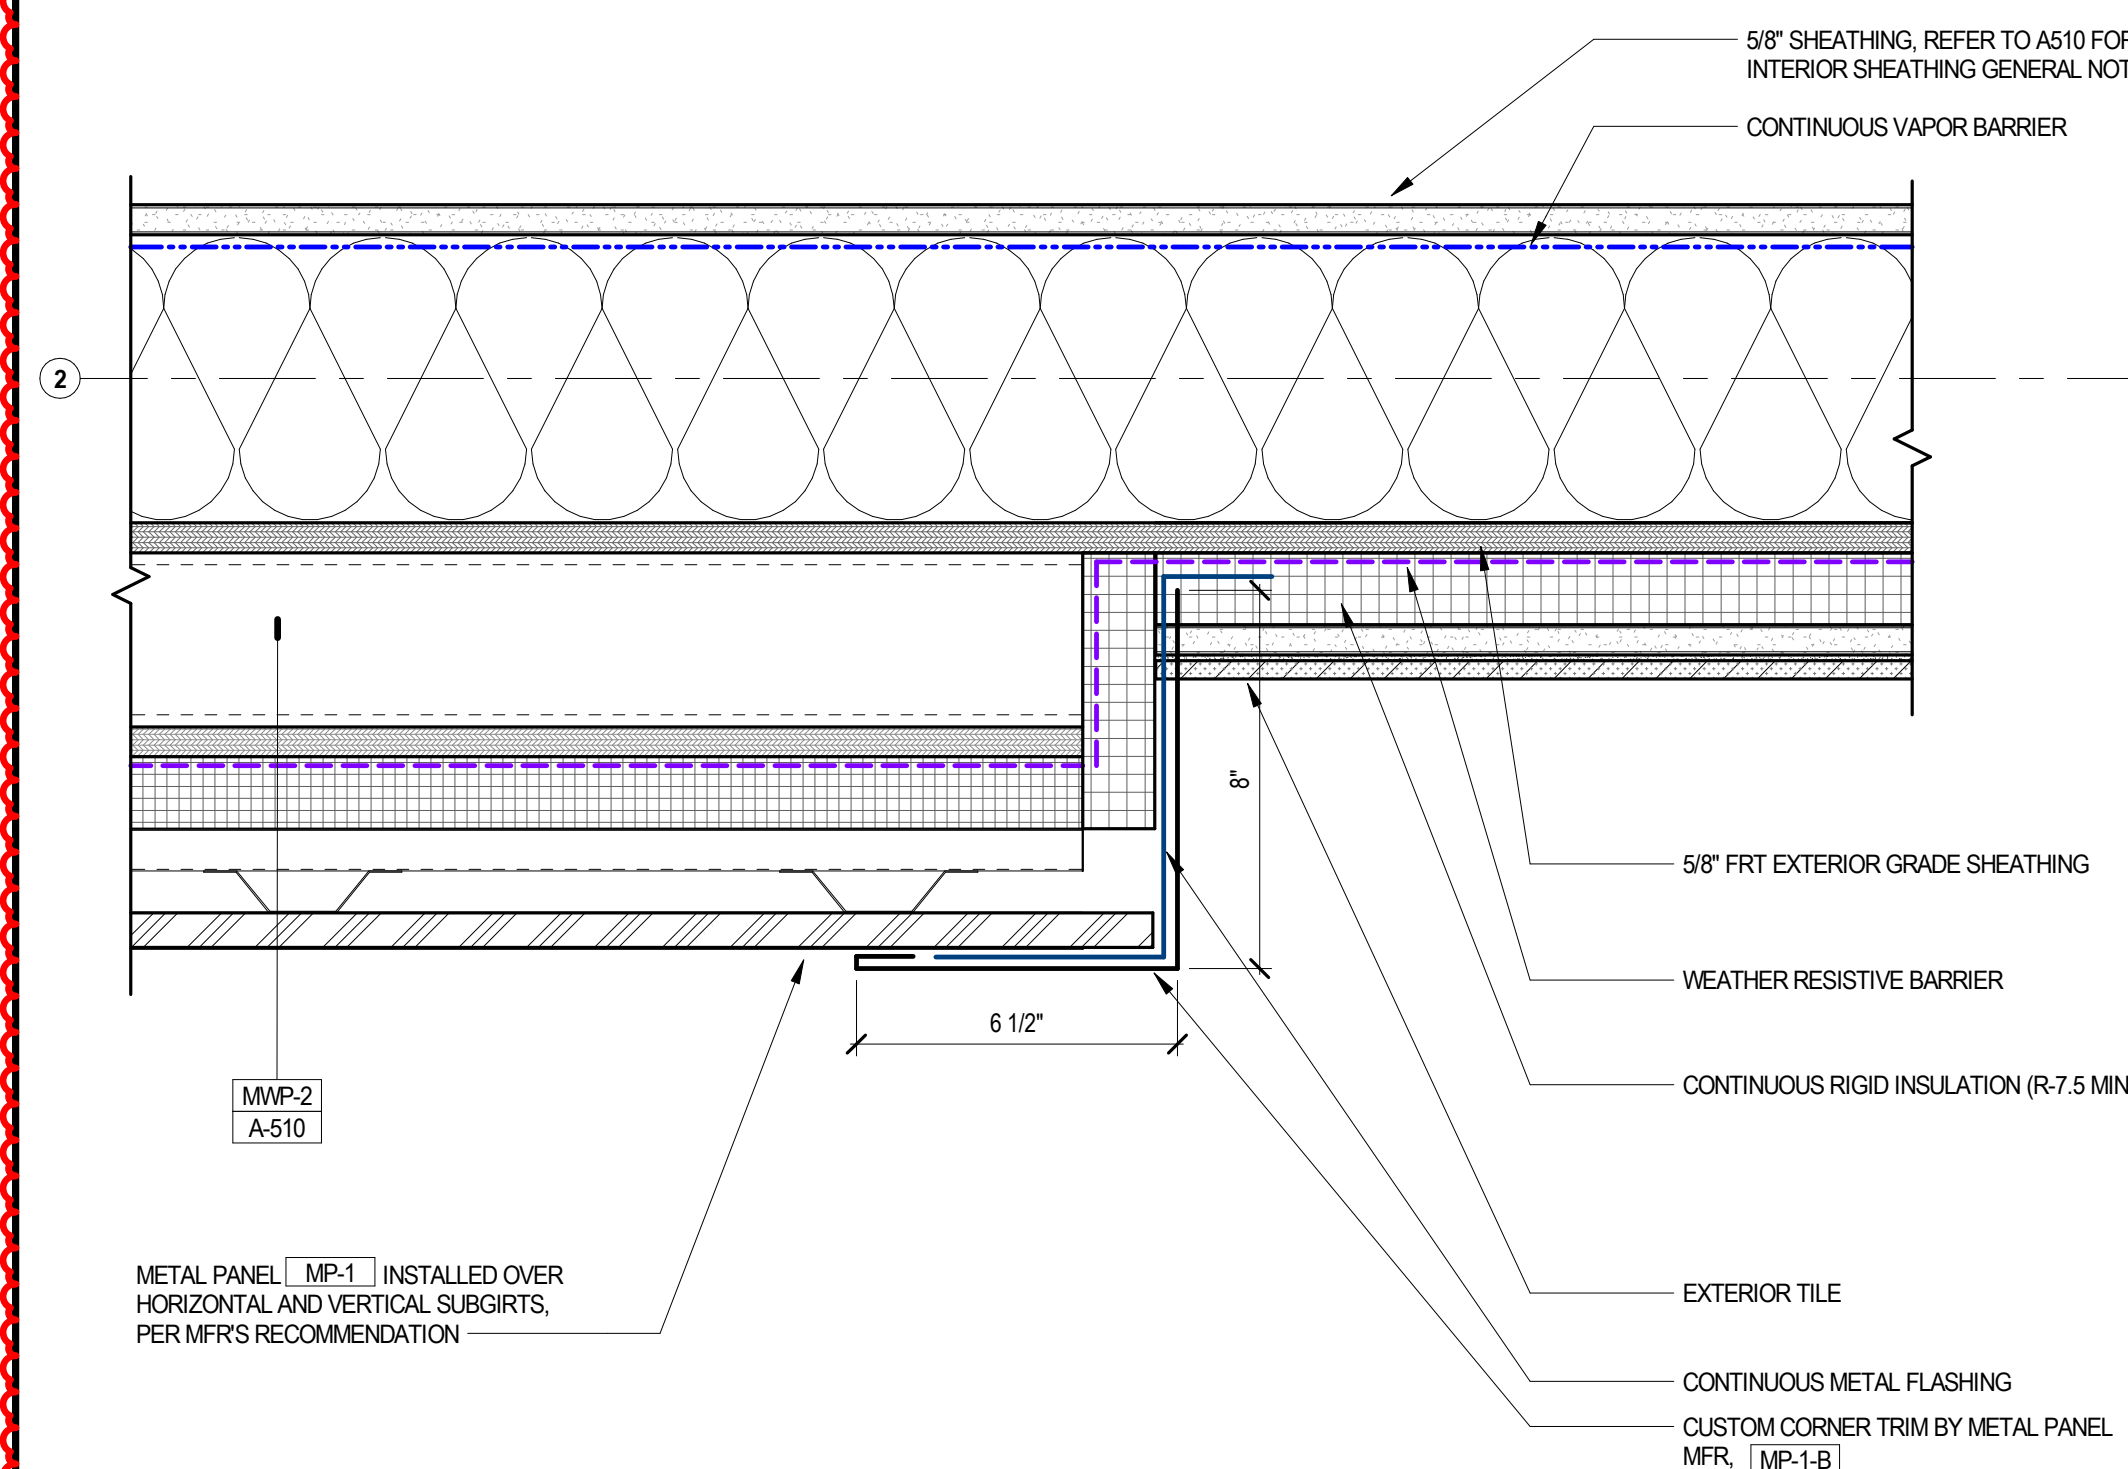 5/8" SHEATHING, REFER TO A510 FOR
INTERIOR SHEATHING GENERAL NOT
CONTINUOUS VAPOR BARRIER
2
8"
5/8" FRT EXTERIOR GRADE SHEATHING
WEATHER RESISTIVE BARRIER
6 1/2"
CONTINUOUS RIGID INSULATION (R-7.5 MIN
MWP-2
A-510
METAL PANEL MP-1 INSTALLED OVER
HORIZONTAL AND VERTICAL SUBGIRTS,
PER MFR'S RECOMMENDATION
EXTERIOR TILE
CONTINUOUS METAL FLASHING
CUSTOM CORNER TRIM BY METAL PANEL
MFR, MP-1-B